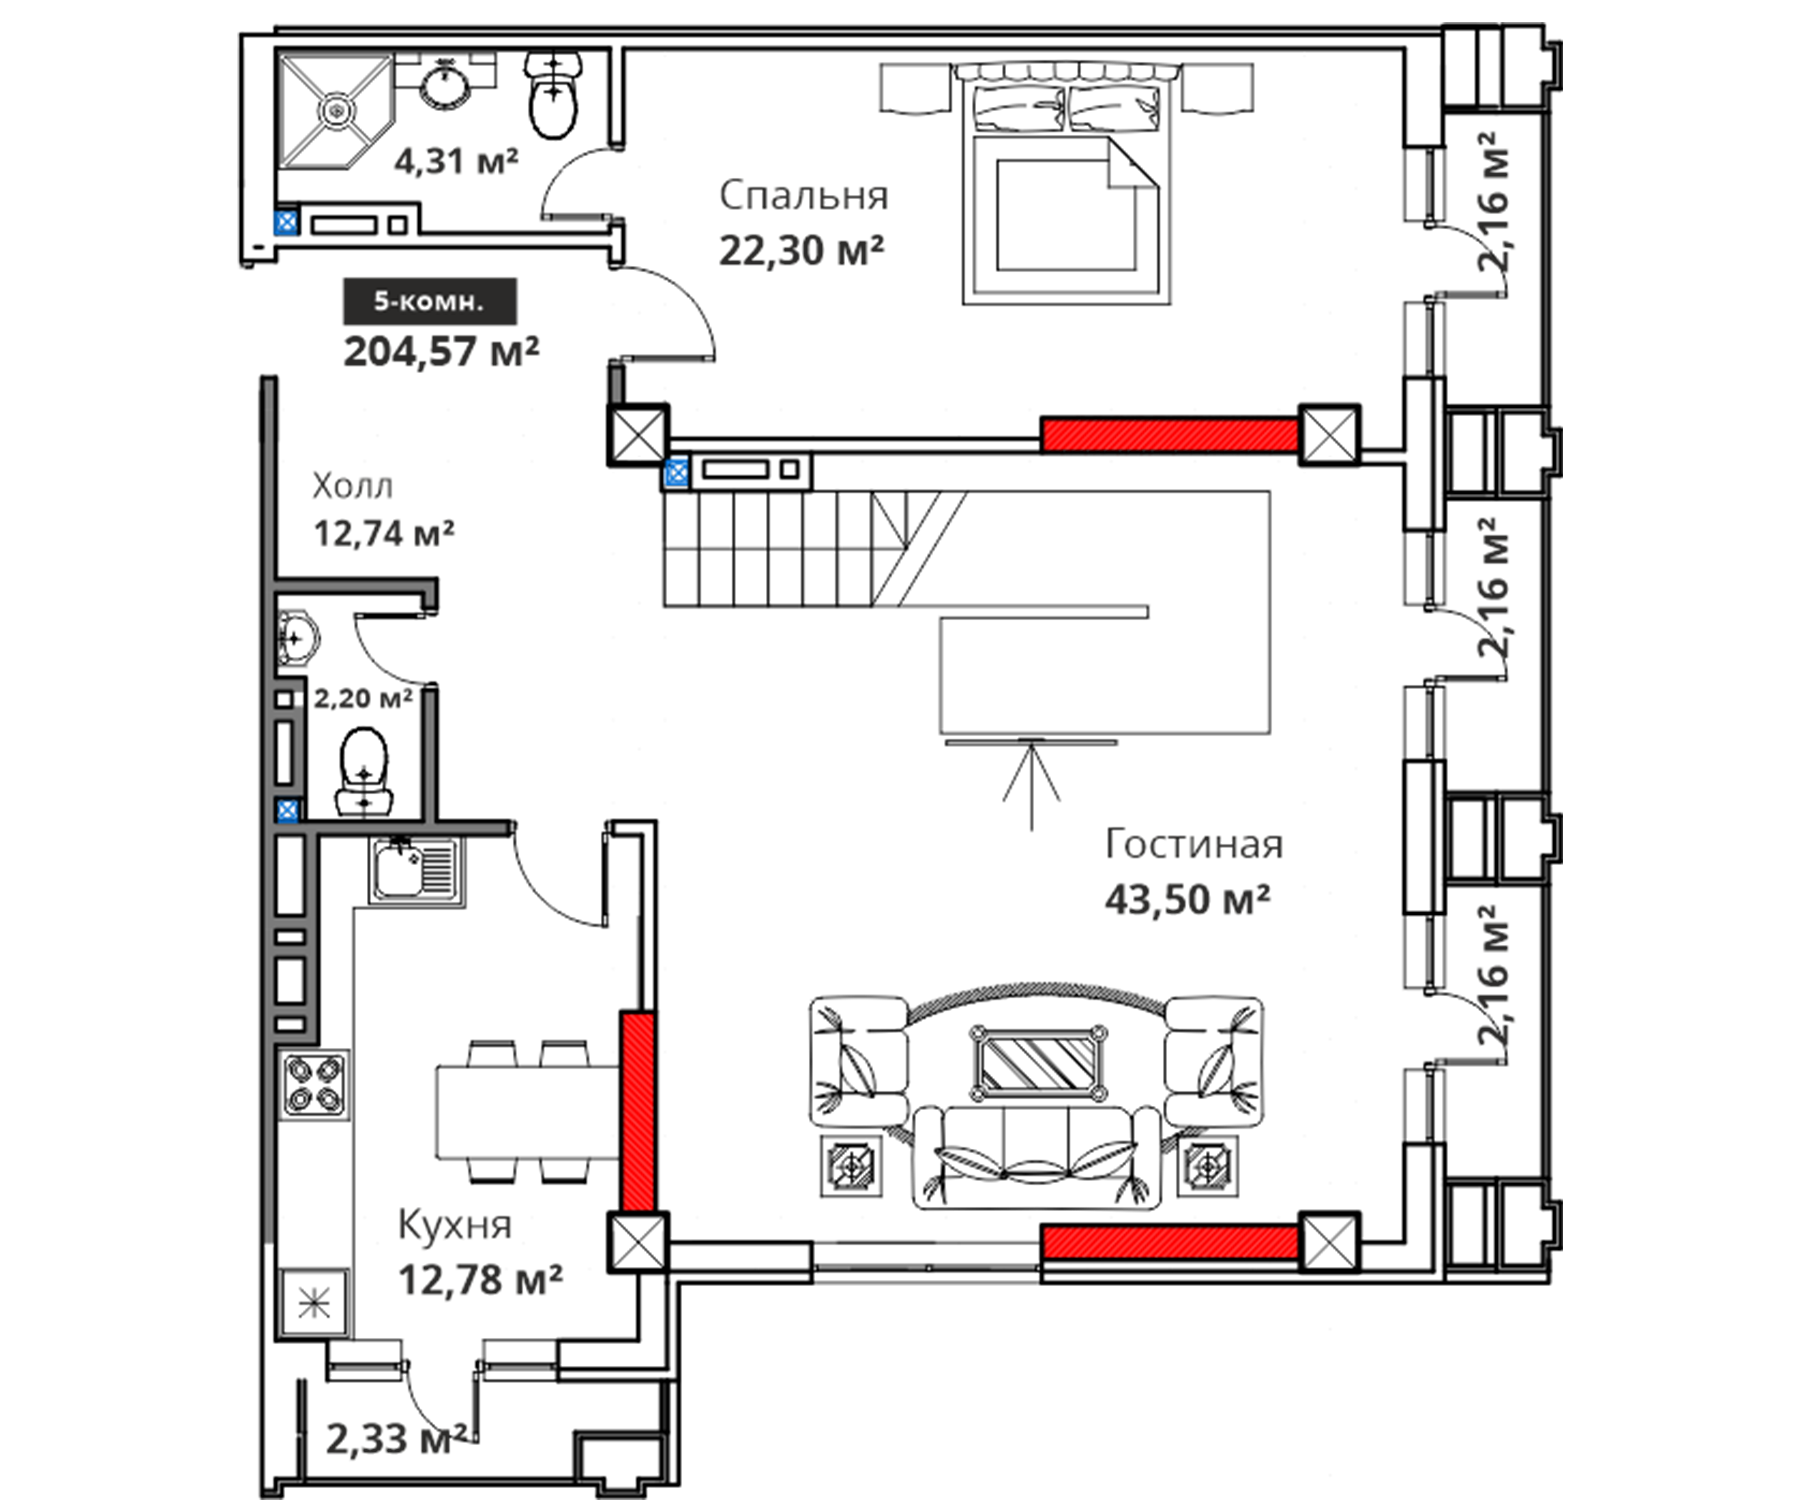 4,31 м²
Спальня
22,30 м²
2,16 м²
5-комн.
204,57 м²
Холл
12,74 м²
2,16 м²
2,20 м²
Гостиная
43,50 м²
2,16 м²
Кухня
12,78 м²
2,33 м²